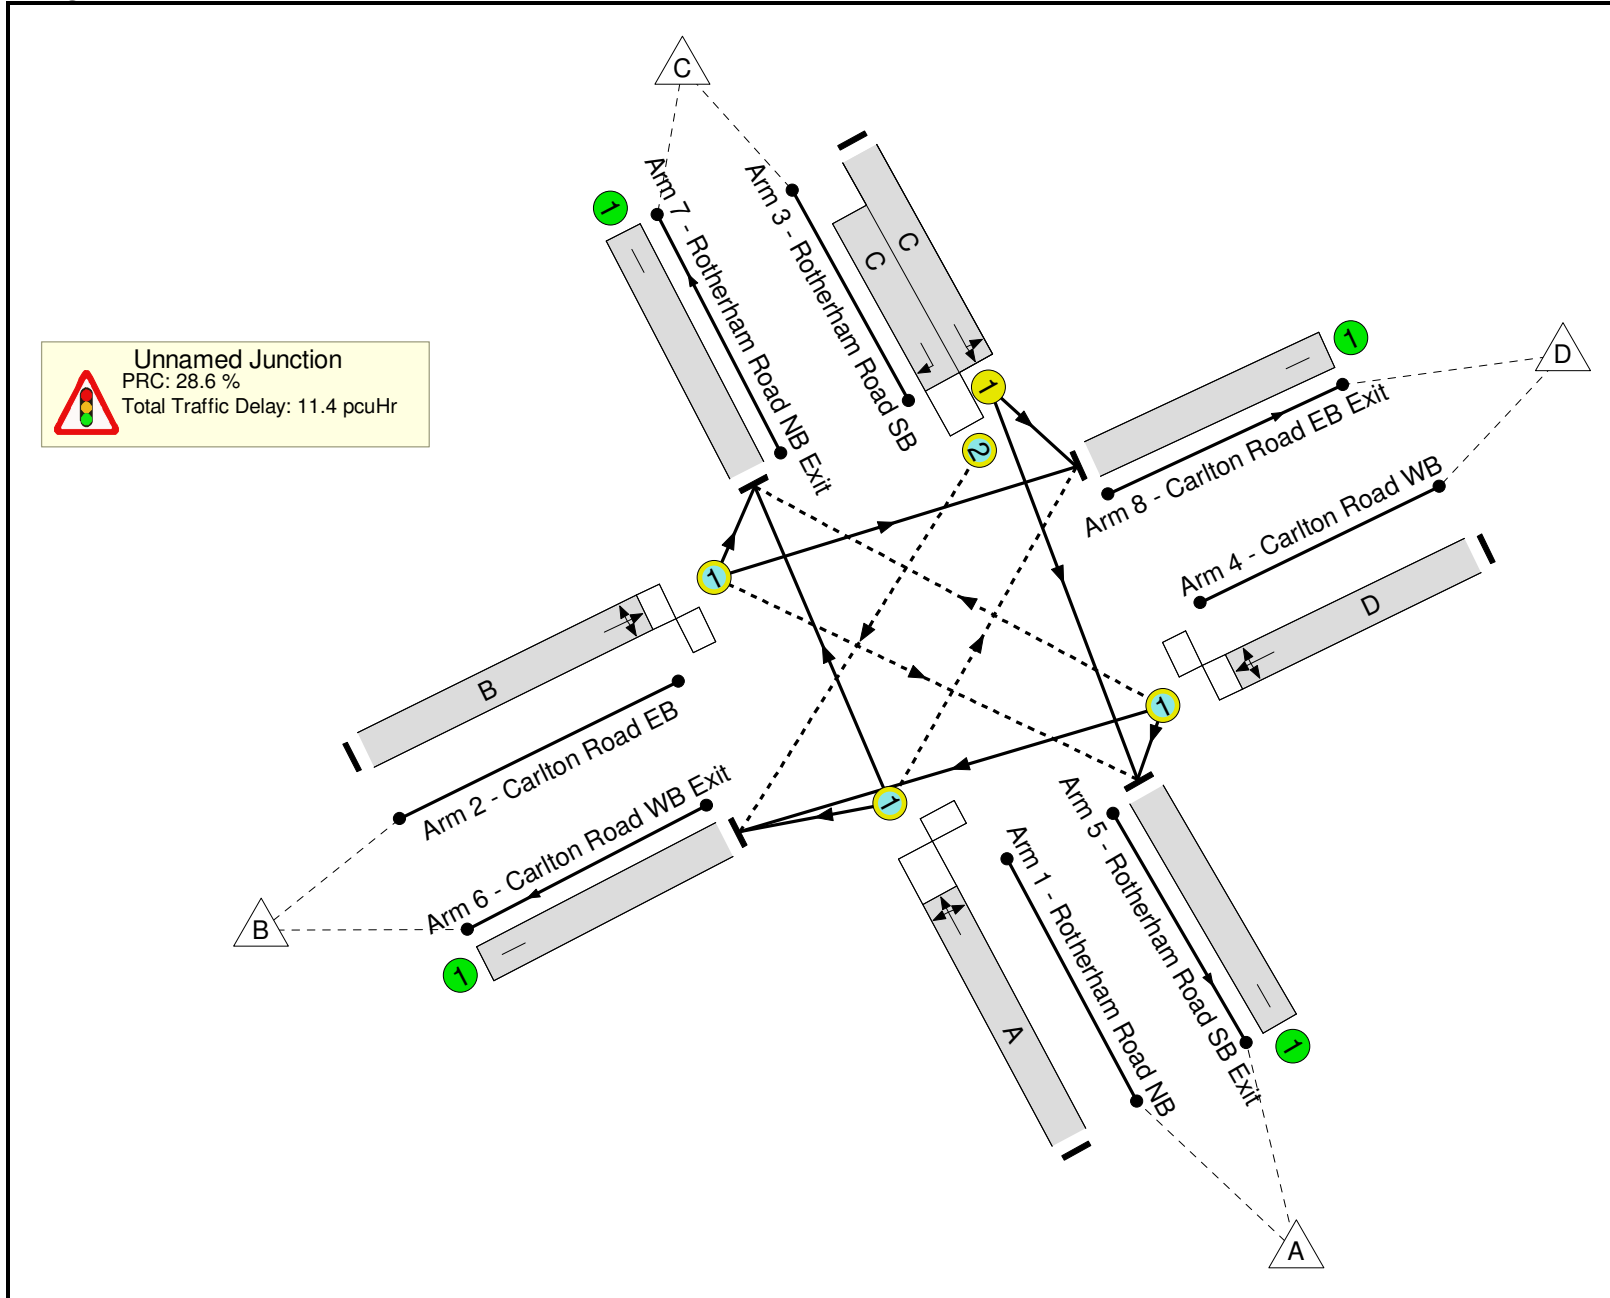 C
Arm 7 - Rotherham Road NB Exit
1
Arm 3 - Rotherham Road SB
C
C
1
2
1
Arm 8 - Carlton Road EB Exit
D
Unnamed Junction
PRC: 28.6 %
Total Traffic Delay: 11.4 pcuHr
Arm 4 - Carlton Road WB
D
1
1
B
Arm 2 - Carlton Road EB
Arm 6 - Carlton Road WB Exit
B
1
1
A
Arm 1 - Rotherham Road NB
Arm 5 - Rotherham Road SB Exit
1
A